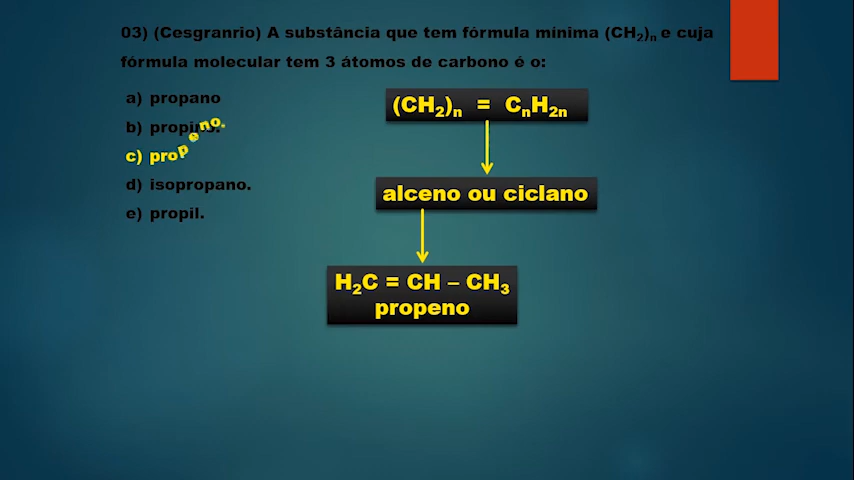 03) (Cesgranrio) A substância que tem fórmula mínima (CH₂)ₙ e cuja
fórmula molecular tem 3 átomos de carbono é o:
a) propano
b) propino.
c) propeno.
d) isopropano.
e) propil.
(CH₂)ₙ = CₙH₂ₙ
alceno ou ciclano
H₂C = CH – CH₃
propeno